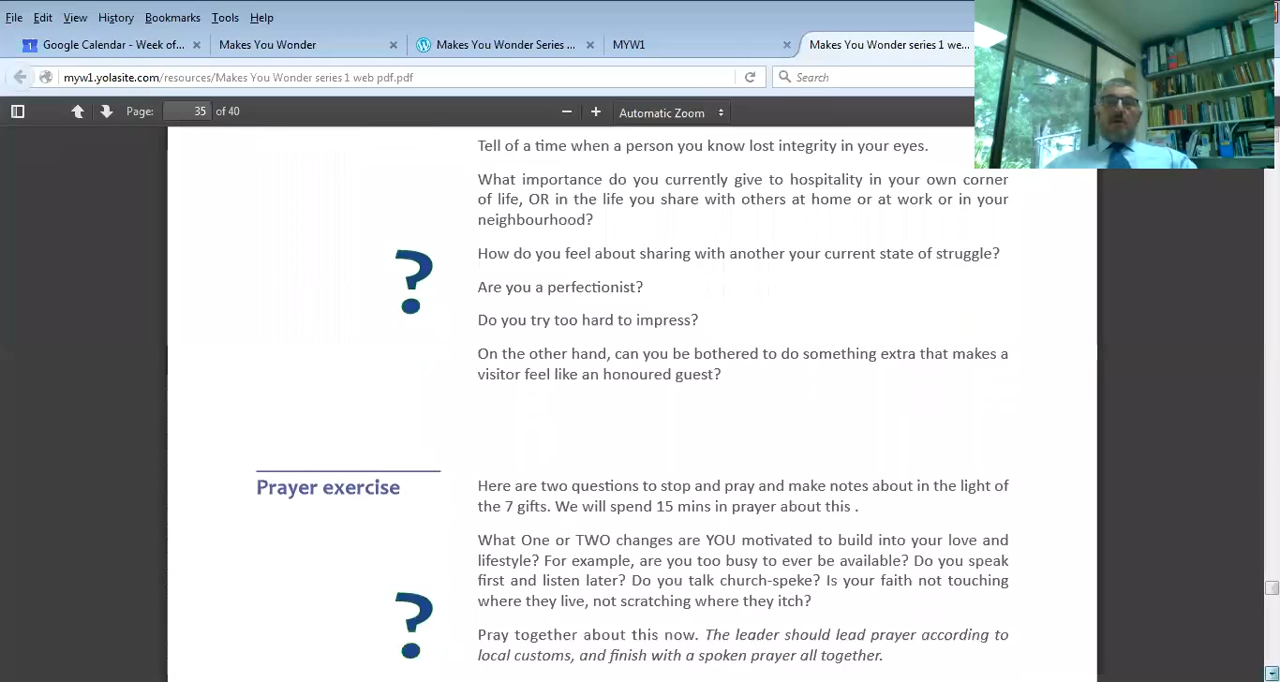 File Edit View History Bookmarks Tools Help
Google Calendar - Week of... × Makes You Wonder × Makes You Wonder Series ... × MYW1 × Makes You Wonder series 1 we...
myw1.yolasite.com/resources/Makes You Wonder series 1 web pdf.pdf Search
Page: 35 of 40 Automatic Zoom
Tell of a time when a person you know lost integrity in your eyes.
What importance do you currently give to hospitality in your own corner
of life, OR in the life you share with others at home or at work or in your
neighbourhood?
How do you feel about sharing with another your current state of struggle?
?
Are you a perfectionist?
Do you try too hard to impress?
On the other hand, can you be bothered to do something extra that makes a
visitor feel like an honoured guest?
Prayer exercise
Here are two questions to stop and pray and make notes about in the light of
the 7 gifts. We will spend 15 mins in prayer about this .
What One or TWO changes are YOU motivated to build into your love and
lifestyle? For example, are you too busy to ever be available? Do you speak
first and listen later? Do you talk church-speke? Is your faith not touching
where they live, not scratching where they itch?
?
Pray together about this now. The leader should lead prayer according to
local customs, and finish with a spoken prayer all together.